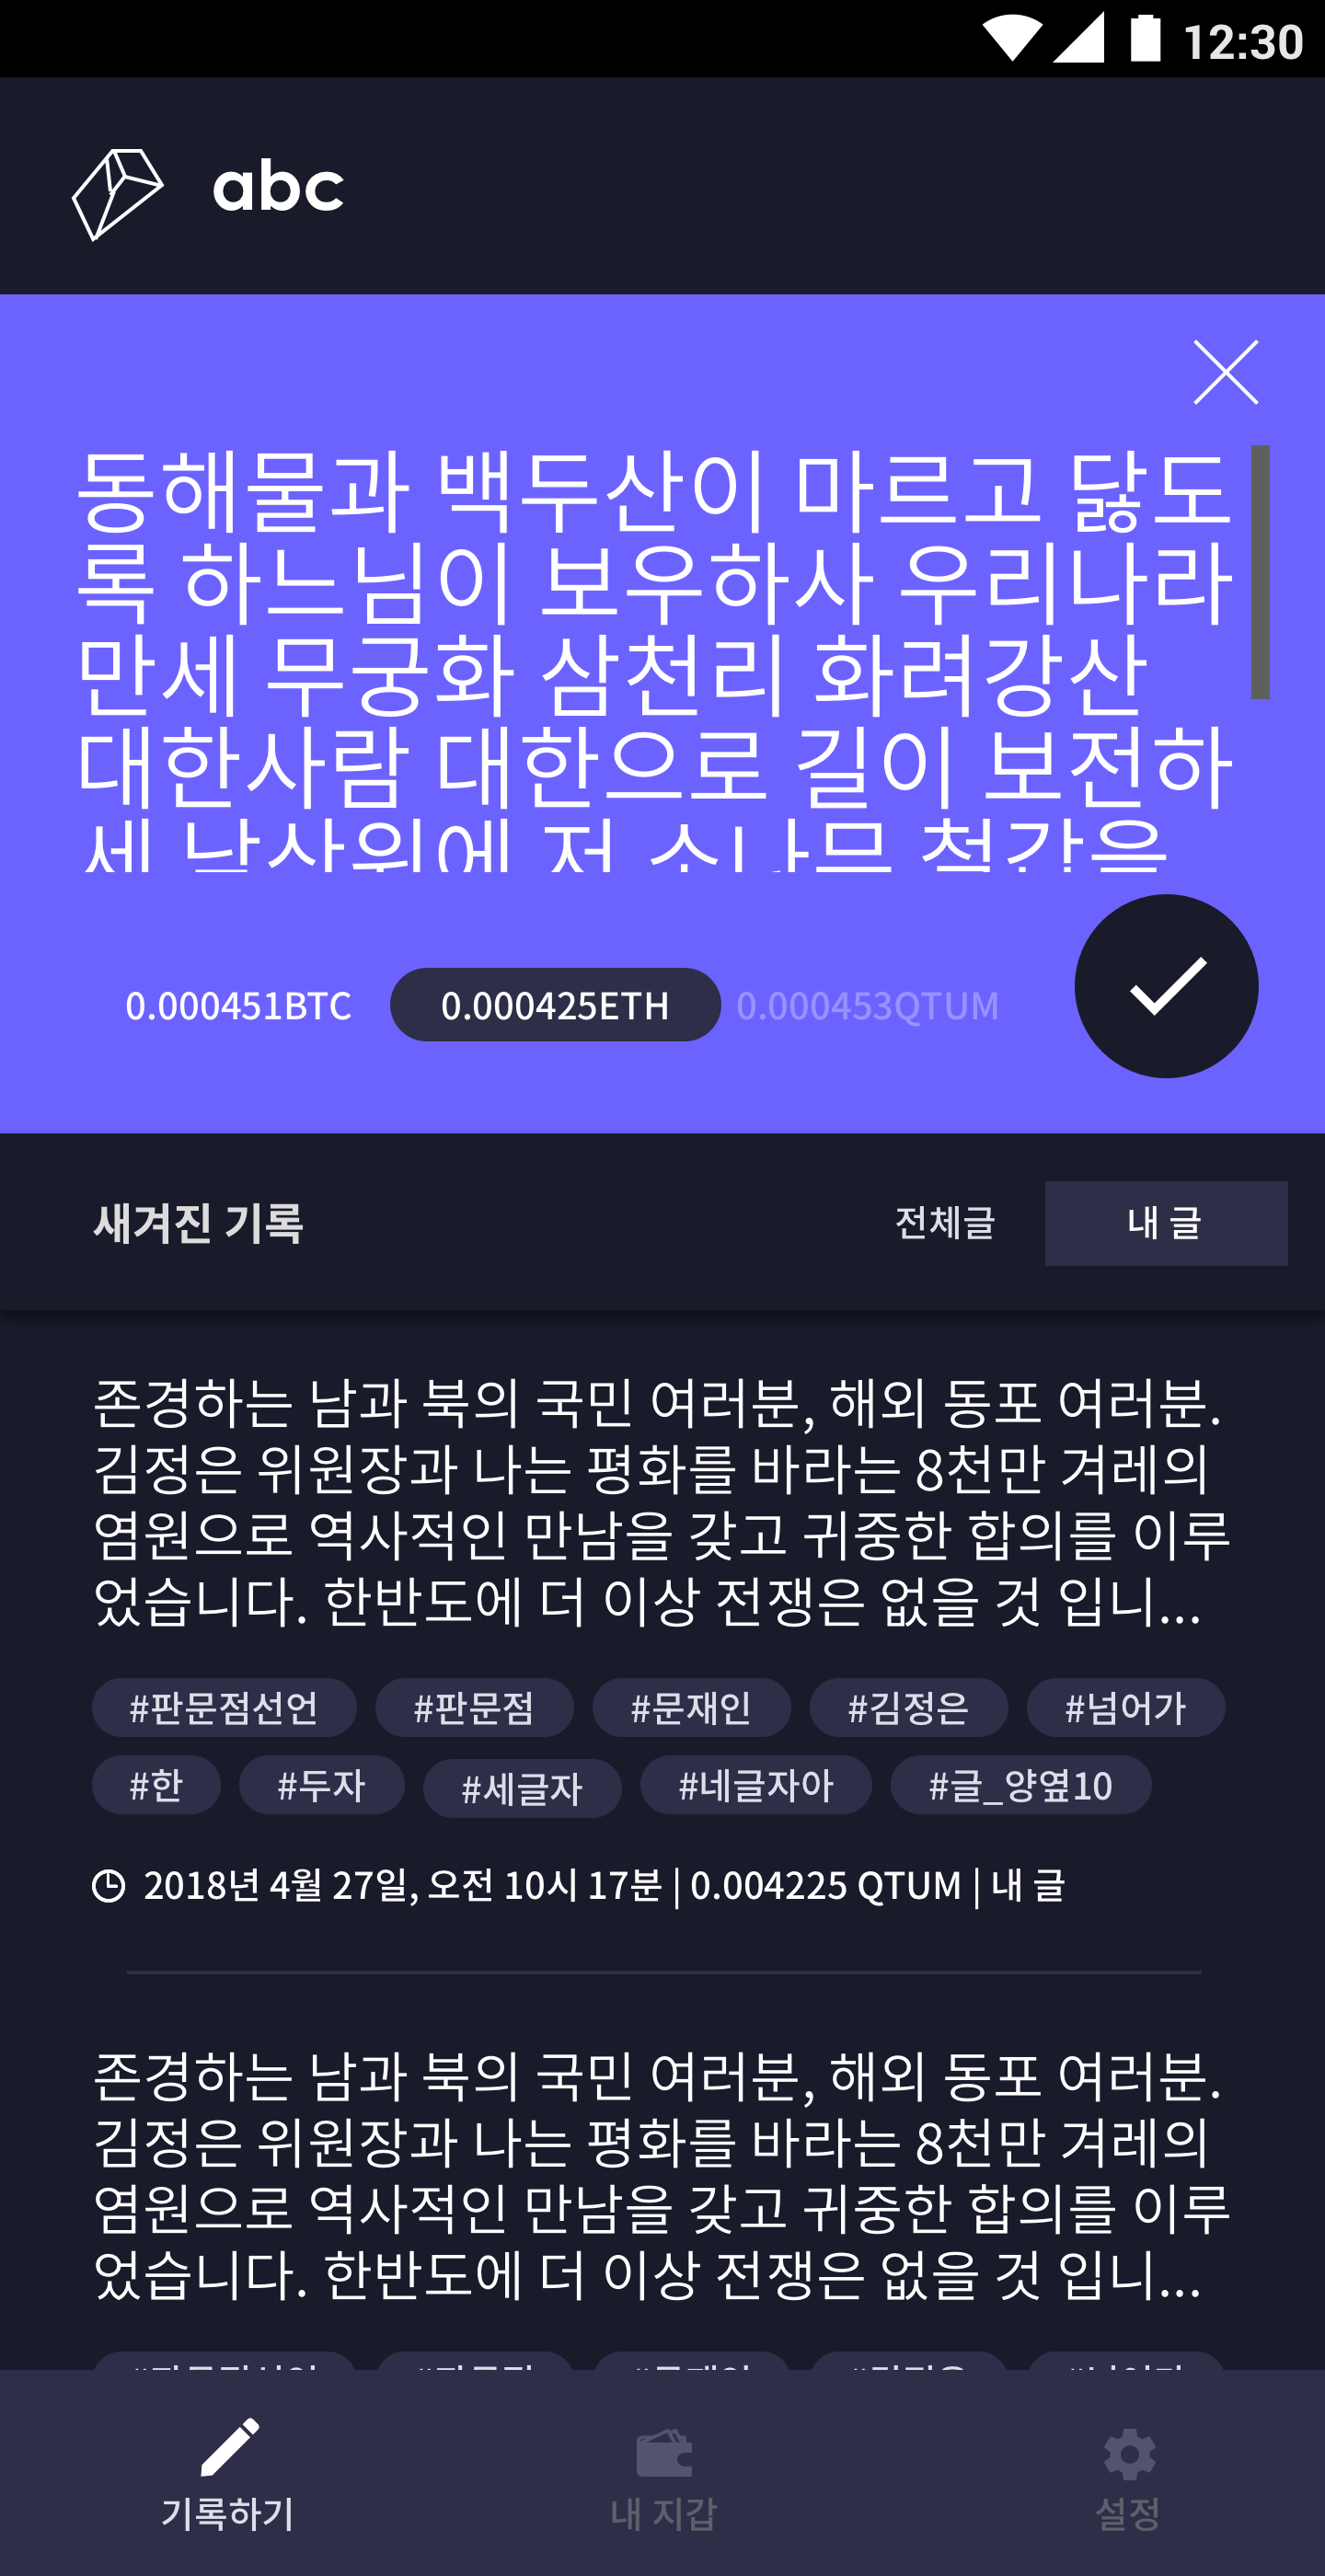 12:30
abc
동해물과 백두산이 마르고 닳도
록 하느님이 보우하사 우리나라
만세 무궁화 삼천리 화려강산
대한사람 대한으로 길이 보전하
세 남산위에 저 소나무 철갑을
0.000451BTC 0.000425ETH 0.000453QTUM
새겨진 기록 전체글 내 글
존경하는 남과 북의 국민 여러분, 해외 동포 여러분.
김정은 위원장과 나는 평화를 바라는 8천만 겨레의
염원으로 역사적인 만남을 갖고 귀중한 합의를 이루
었습니다. 한반도에 더 이상 전쟁은 없을 것 입니...
#판문점선언 #판문점 #문재인 #김정은 #넘어가
#한 #두자 #세글자 #네글자아 #글_양옆10
2018년 4월 27일, 오전 10시 17분 | 0.004225 QTUM | 내 글
존경하는 남과 북의 국민 여러분, 해외 동포 여러분.
김정은 위원장과 나는 평화를 바라는 8천만 겨레의
염원으로 역사적인 만남을 갖고 귀중한 합의를 이루
었습니다. 한반도에 더 이상 전쟁은 없을 것 입니...
기록하기 내 지갑 설정